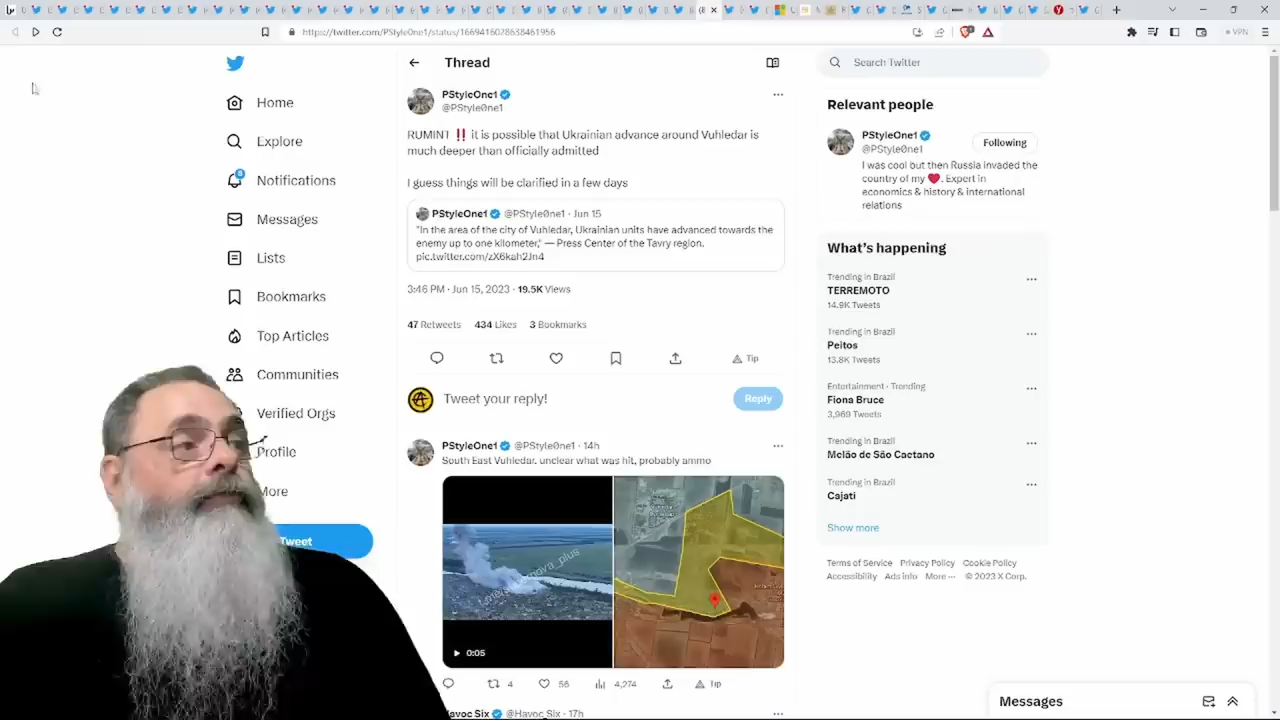 https://twitter.com/PStyle0ne1/status/1669416028638461956
VPN
Home
Explore
8
Notifications
Messages
Lists
Bookmarks
Top Articles
Communities
Verified Orgs
Profile
More
Tweet
Thread
PStyleOne1
@PStyle0ne1
RUMINT ‼️ it is possible that Ukrainian advance around Vuhledar is
much deeper than officially admitted
I guess things will be clarified in a few days
PStyleOne1 @PStyle0ne1 · Jun 15
"In the area of the city of Vuhledar, Ukrainian units have advanced towards the
enemy up to one kilometer," — Press Center of the Tavry region.
pic.twitter.com/zX6kah2Jn4
3:46 PM · Jun 15, 2023 · 19.5K Views
47 Retweets 434 Likes 3 Bookmarks
Tip
Tweet your reply!
Reply
PStyleOne1 @PStyle0ne1 · 14h
South East Vuhledar. unclear what was hit, probably ammo
0:05
4 56 4,274 Tip
Havoc Six @Havoc_Six · 17h
Search Twitter
Relevant people
PStyleOne1
@PStyle0ne1
Following
I was cool but then Russia invaded the
country of my ❤️. Expert in
economics & history & international
relations
What's happening
Trending in Brazil
TERREMOTO
14.9K Tweets
Trending in Brazil
Peitos
13.8K Tweets
Entertainment · Trending
Fiona Bruce
3,969 Tweets
Trending in Brazil
Melão de São Caetano
Trending in Brazil
Cajati
Show more
Terms of Service Privacy Policy Cookie Policy
Accessibility Ads info More ··· © 2023 X Corp.
Messages